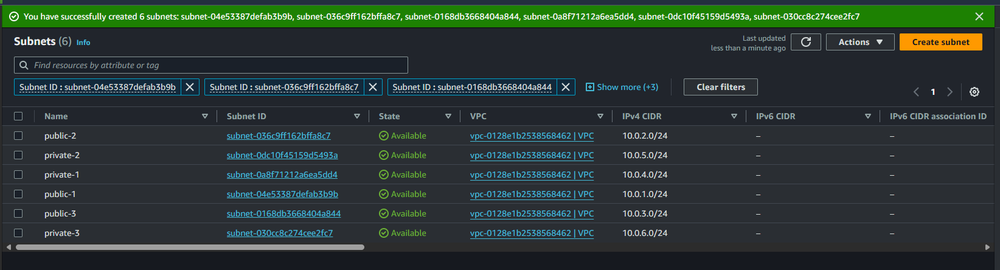 You have successfully created 6 subnets: subnet-04e53387defab3b9b, subnet-036c9ff162bffa8c7, subnet-0168db3668404a844, subnet-0a8f71212a6ea5dd4, subnet-0dc10f45159d5493a, subnet-030cc8c274cee2fc7
Subnets (6) Info
Last updated
less than a minute ago
Actions
Create subnet
Find resources by attribute or tag
Subnet ID : subnet-04e53387defab3b9b Subnet ID : subnet-036c9ff162bffa8c7 Subnet ID : subnet-0168db3668404a844 Show more (+3) Clear filters
1
Name Subnet ID State VPC IPv4 CIDR IPv6 CIDR IPv6 CIDR association ID
public-2 subnet-036c9ff162bffa8c7 Available vpc-0128e1b2538568462 | VPC 10.0.2.0/24 – –
private-2 subnet-0dc10f45159d5493a Available vpc-0128e1b2538568462 | VPC 10.0.5.0/24 – –
private-1 subnet-0a8f71212a6ea5dd4 Available vpc-0128e1b2538568462 | VPC 10.0.4.0/24 – –
public-1 subnet-04e53387defab3b9b Available vpc-0128e1b2538568462 | VPC 10.0.1.0/24 – –
public-3 subnet-0168db3668404a844 Available vpc-0128e1b2538568462 | VPC 10.0.3.0/24 – –
private-3 subnet-030cc8c274cee2fc7 Available vpc-0128e1b2538568462 | VPC 10.0.6.0/24 – –